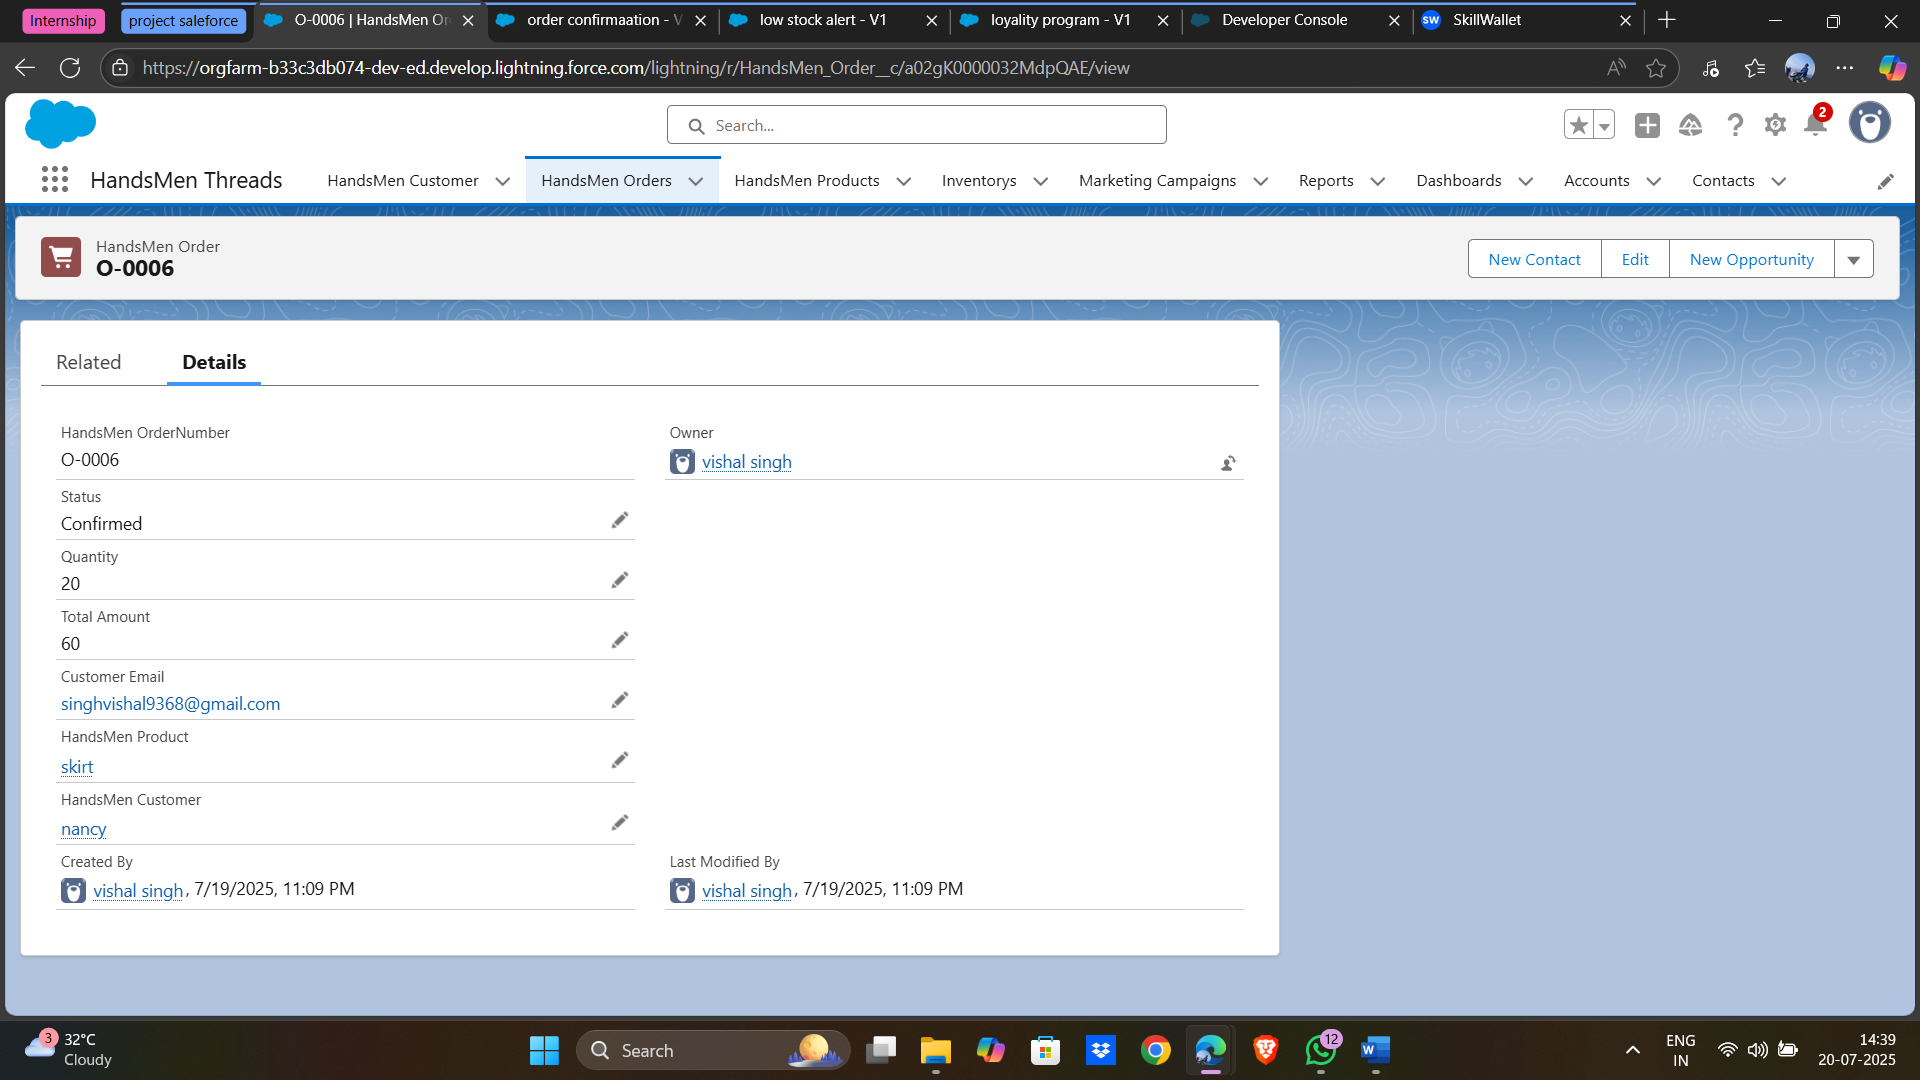 Internship
project saleforce
O-0006 | HandsMen Or
order confirmaation - V
low stock alert - V1
loyality program - V1
Developer Console
SW
SkillWallet
https://orgfarm-b33c3db074-dev-ed.develop.lightning.force.com/lightning/r/HandsMen_Order__c/a02gK0000032MdpQAE/view
Search...
2
HandsMen Threads
HandsMen Customer
HandsMen Orders
HandsMen Products
Inventorys
Marketing Campaigns
Reports
Dashboards
Accounts
Contacts
HandsMen Order
O-0006
New Contact
Edit
New Opportunity
Related
Details
HandsMen OrderNumber
O-0006
Owner
vishal singh
Status
Confirmed
Quantity
20
Total Amount
60
Customer Email
singhvishal9368@gmail.com
HandsMen Product
skirt
HandsMen Customer
nancy
Created By
vishal singh, 7/19/2025, 11:09 PM
Last Modified By
vishal singh, 7/19/2025, 11:09 PM
3
32°C
Cloudy
Search
12
ENG
IN
14:39
20-07-2025